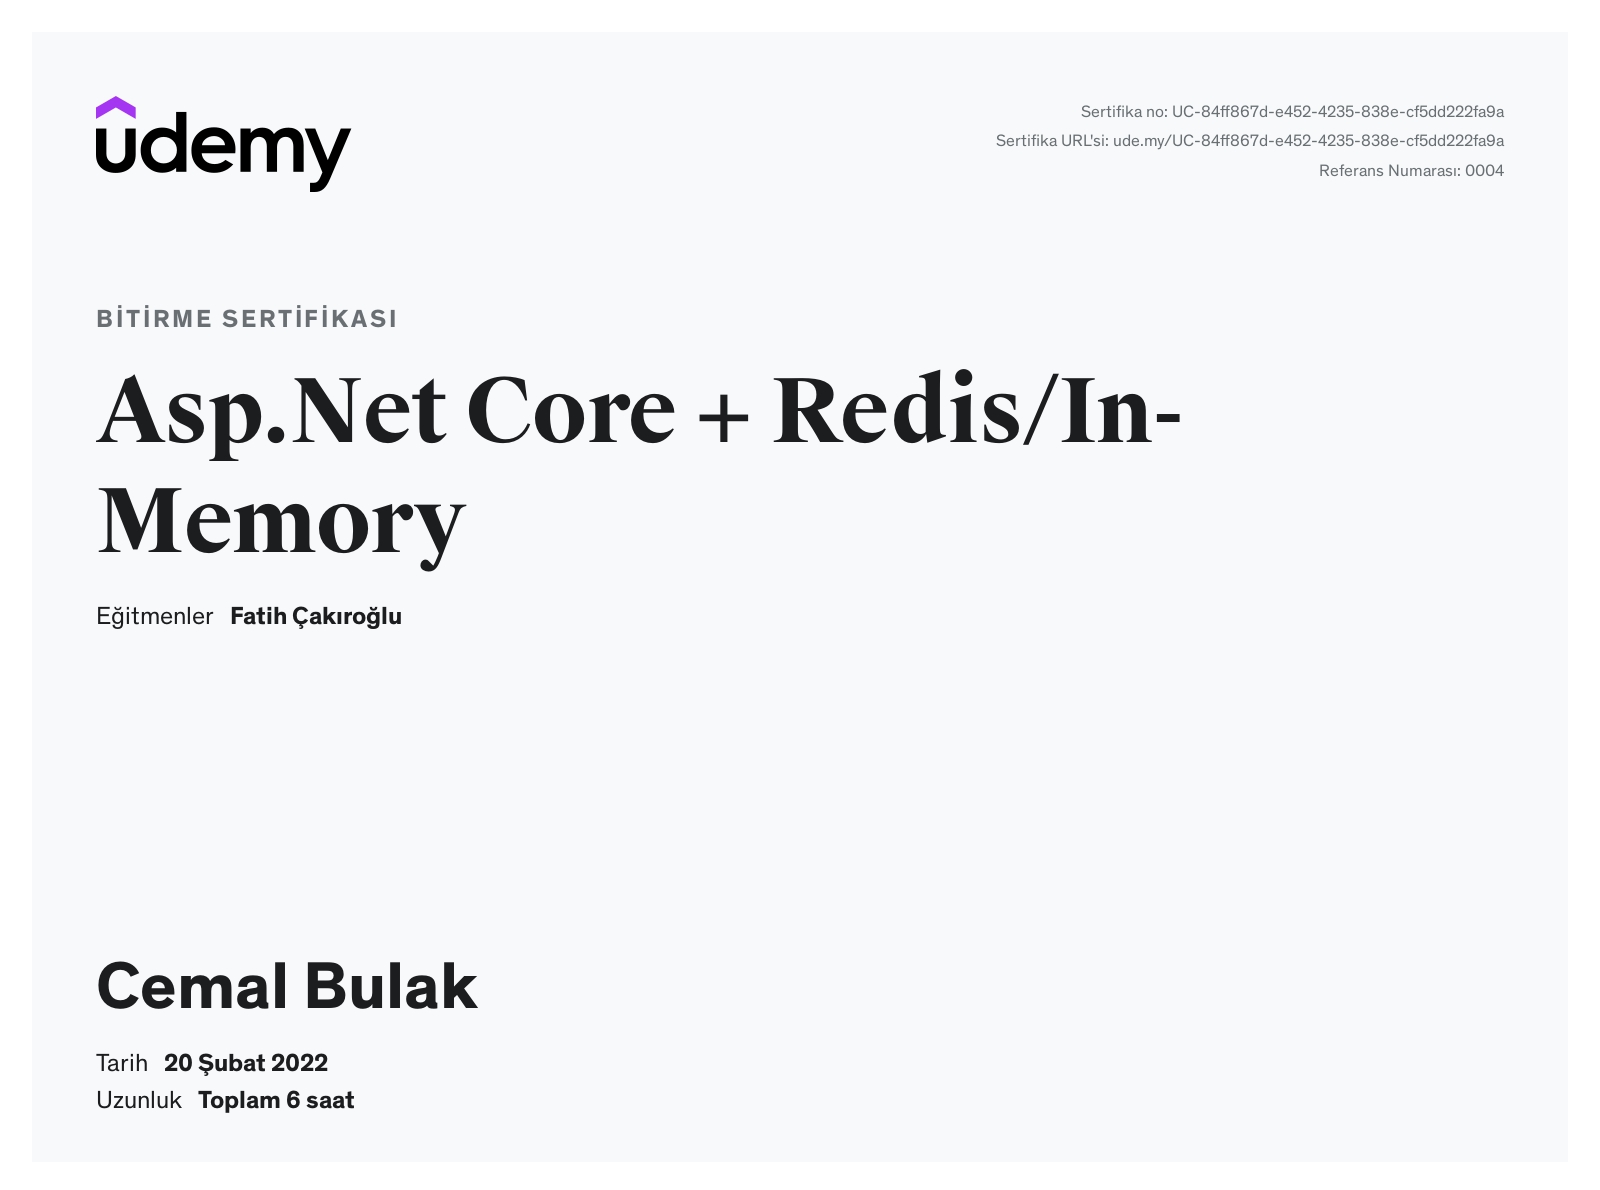 udemy
Sertifika no: UC-84ff867d-e452-4235-838e-cf5dd222fa9a
Sertifika URL'si: ude.my/UC-84ff867d-e452-4235-838e-cf5dd222fa9a
Referans Numarası: 0004
BİTİRME SERTİFİKASI
Asp.Net Core + Redis/In-
Memory
Eğitmenler Fatih Çakıroğlu
Cemal Bulak
Tarih 20 Şubat 2022
Uzunluk Toplam 6 saat